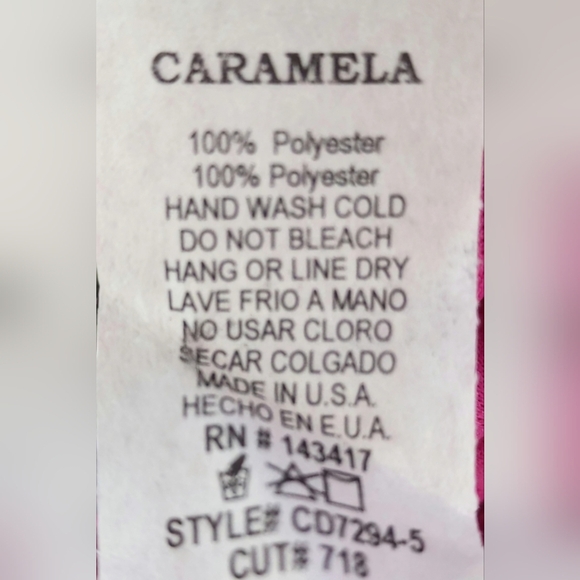 CARAMELA
100% Polyester
100% Polyester
HAND WASH COLD
DO NOT BLEACH
HANG OR LINE DRY
LAVE FRIO A MANO
NO USAR CLORO
SECAR COLGADO
MADE IN U.S.A.
HECHO EN E.U.A.
RN # 143417
STYLE# CD7294-5
CUT# 718